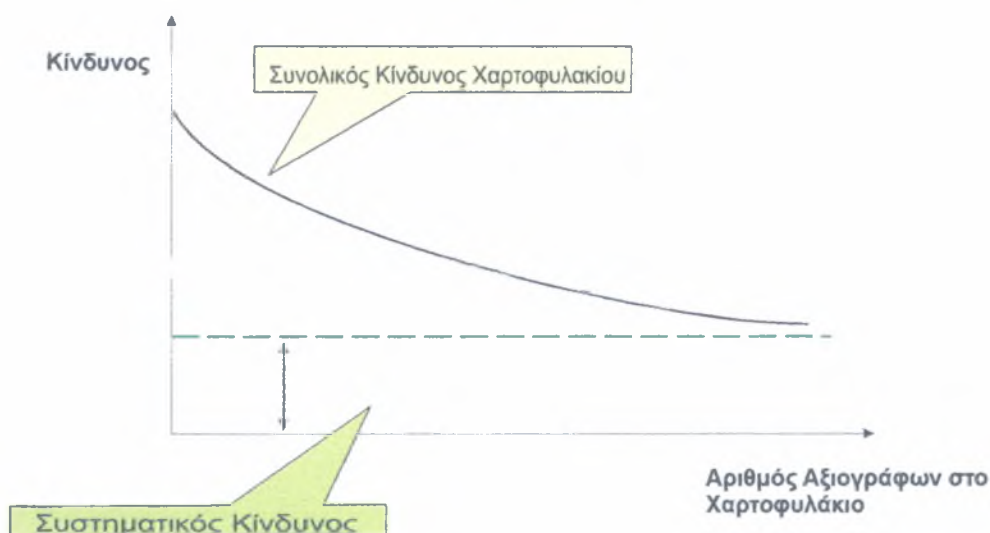 Κίνδυνος
Συνολικός Κίνδυνος Χαρτοφυλακίου
Αριθμός Αξιογράφων στο
Χαρτοφυλάκιο
Συστηματικός Κίνδυνος